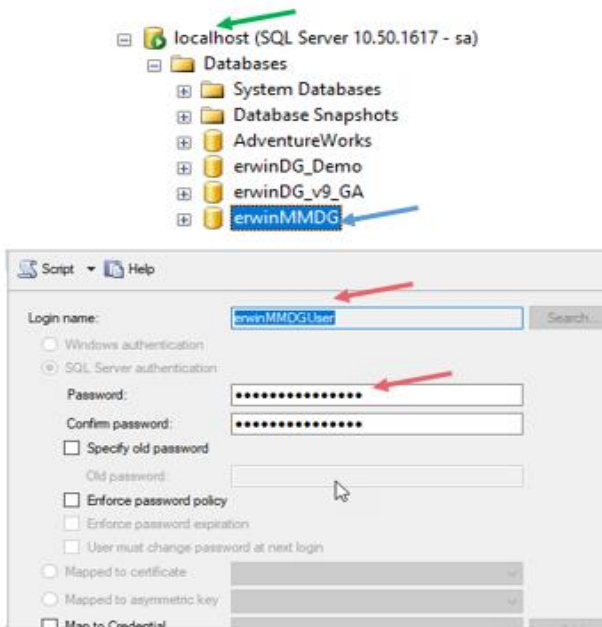 localhost (SQL Server 10.50.1617 - sa)
Databases
System Databases
Database Snapshots
AdventureWorks
erwinDG_Demo
erwinDG_v9_GA
erwinMMDG
Script Help
Login name: erwinMMDGUser Search...
Windows authentication
SQL Server authentication
Password: ●●●●●●●●●●●●●●●
Confirm password: ●●●●●●●●●●●●●●●
Specify old password
Old password:
Enforce password policy
Enforce password expiration
User must change password at next login
Mapped to certificate
Mapped to asymmetric key
Map to Credential